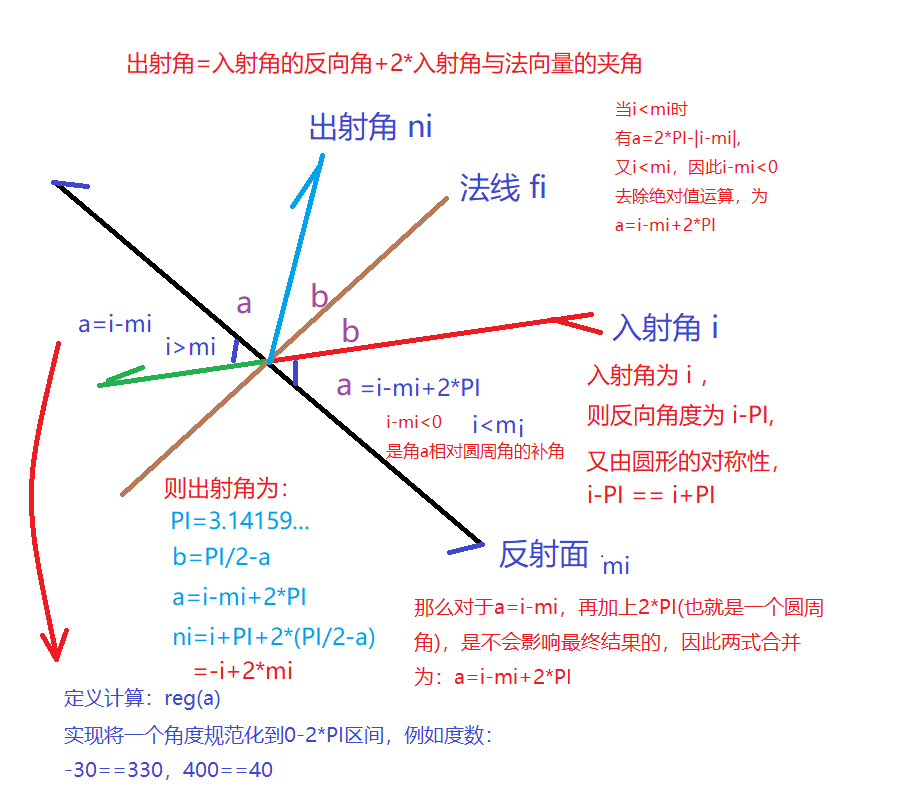 出射角=入射角的反向角+2*入射角与法向量的夹角
当i<mi时
有a=2*PI-|i-mi|,
又i<mi，因此i-mi<0
去除绝对值运算，为
a=i-mi+2*PI
出射角 ni
法线 fi
a
b
b
a=i-mi
i>mi
入射角 i
a =i-mi+2*PI
i-mi<0 i<mi
是角a相对圆周角的补角
入射角为 i ，
则反向角度为 i-PI,
又由圆形的对称性，
i-PI == i+PI
则出射角为：
PI=3.14159...
b=PI/2-a
a=i-mi+2*PI
ni=i+PI+2*(PI/2-a)
=-i+2*mi
反射面 mi
那么对于a=i-mi，再加上2*PI(也就是一个圆周
角)，是不会影响最终结果的，因此两式合并
为：a=i-mi+2*PI
定义计算：reg(a)
实现将一个角度规范化到0-2*PI区间，例如度数：
-30==330，400==40